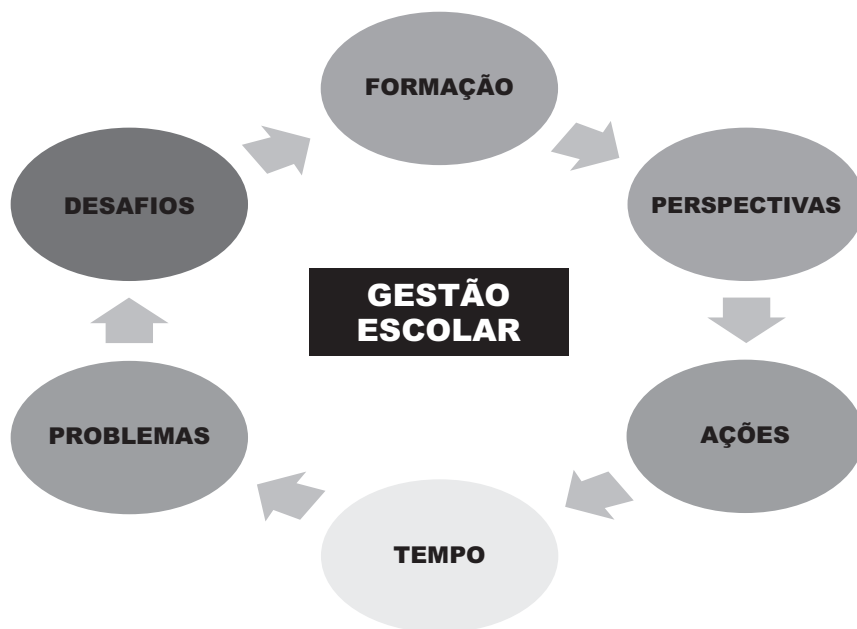 FORMAÇÃO
DESAFIOS
PERSPECTIVAS
GESTÃO
ESCOLAR
PROBLEMAS
AÇÕES
TEMPO